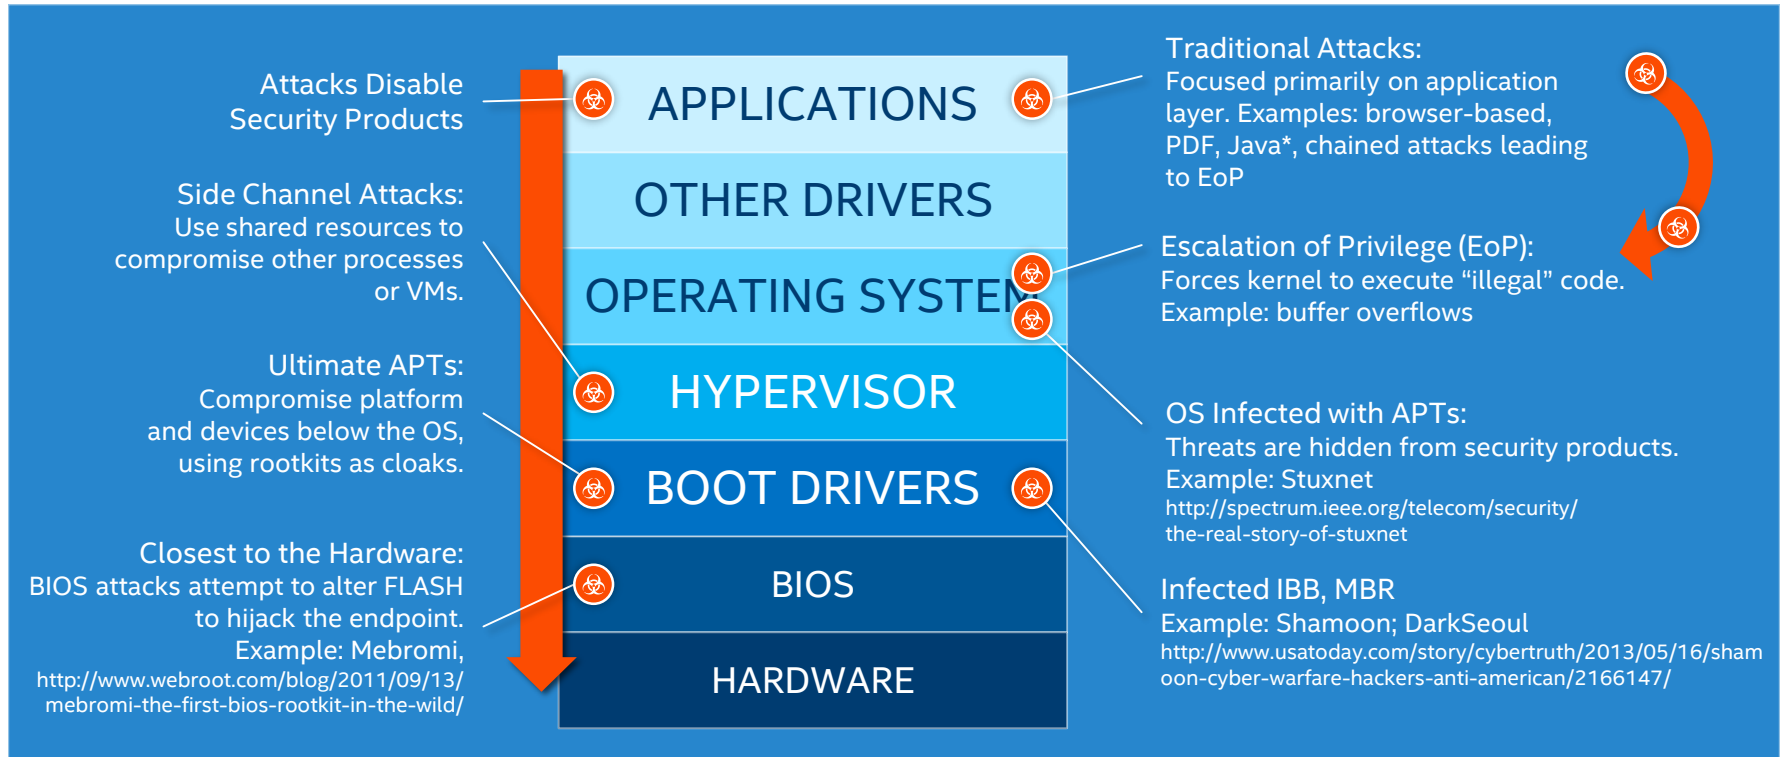 Attacks Disable
Security Products
Side Channel Attacks:
Use shared resources to
compromise other processes
or VMs.
Ultimate APTs:
Compromise platform
and devices below the OS,
using rootkits as cloaks.
Closest to the Hardware:
BIOS attacks attempt to alter FLASH
to hijack the endpoint.
Example: Mebromi,
http://www.webroot.com/blog/2011/09/13/
mebromi-the-first-bios-rootkit-in-the-wild/
APPLICATIONS
OTHER DRIVERS
OPERATING SYSTEM
HYPERVISOR
BOOT DRIVERS
BIOS
HARDWARE
Traditional Attacks:
Focused primarily on application
layer. Examples: browser-based,
PDF, Java*, chained attacks leading
to EoP
Escalation of Privilege (EoP):
Forces kernel to execute “illegal” code.
Example: buffer overflows
OS Infected with APTs:
Threats are hidden from security products.
Example: Stuxnet
http://spectrum.ieee.org/telecom/security/
the-real-story-of-stuxnet
Infected IBB, MBR
Example: Shamoon; DarkSeoul
http://www.usatoday.com/story/cybertruth/2013/05/16/sham
oon-cyber-warfare-hackers-anti-american/2166147/